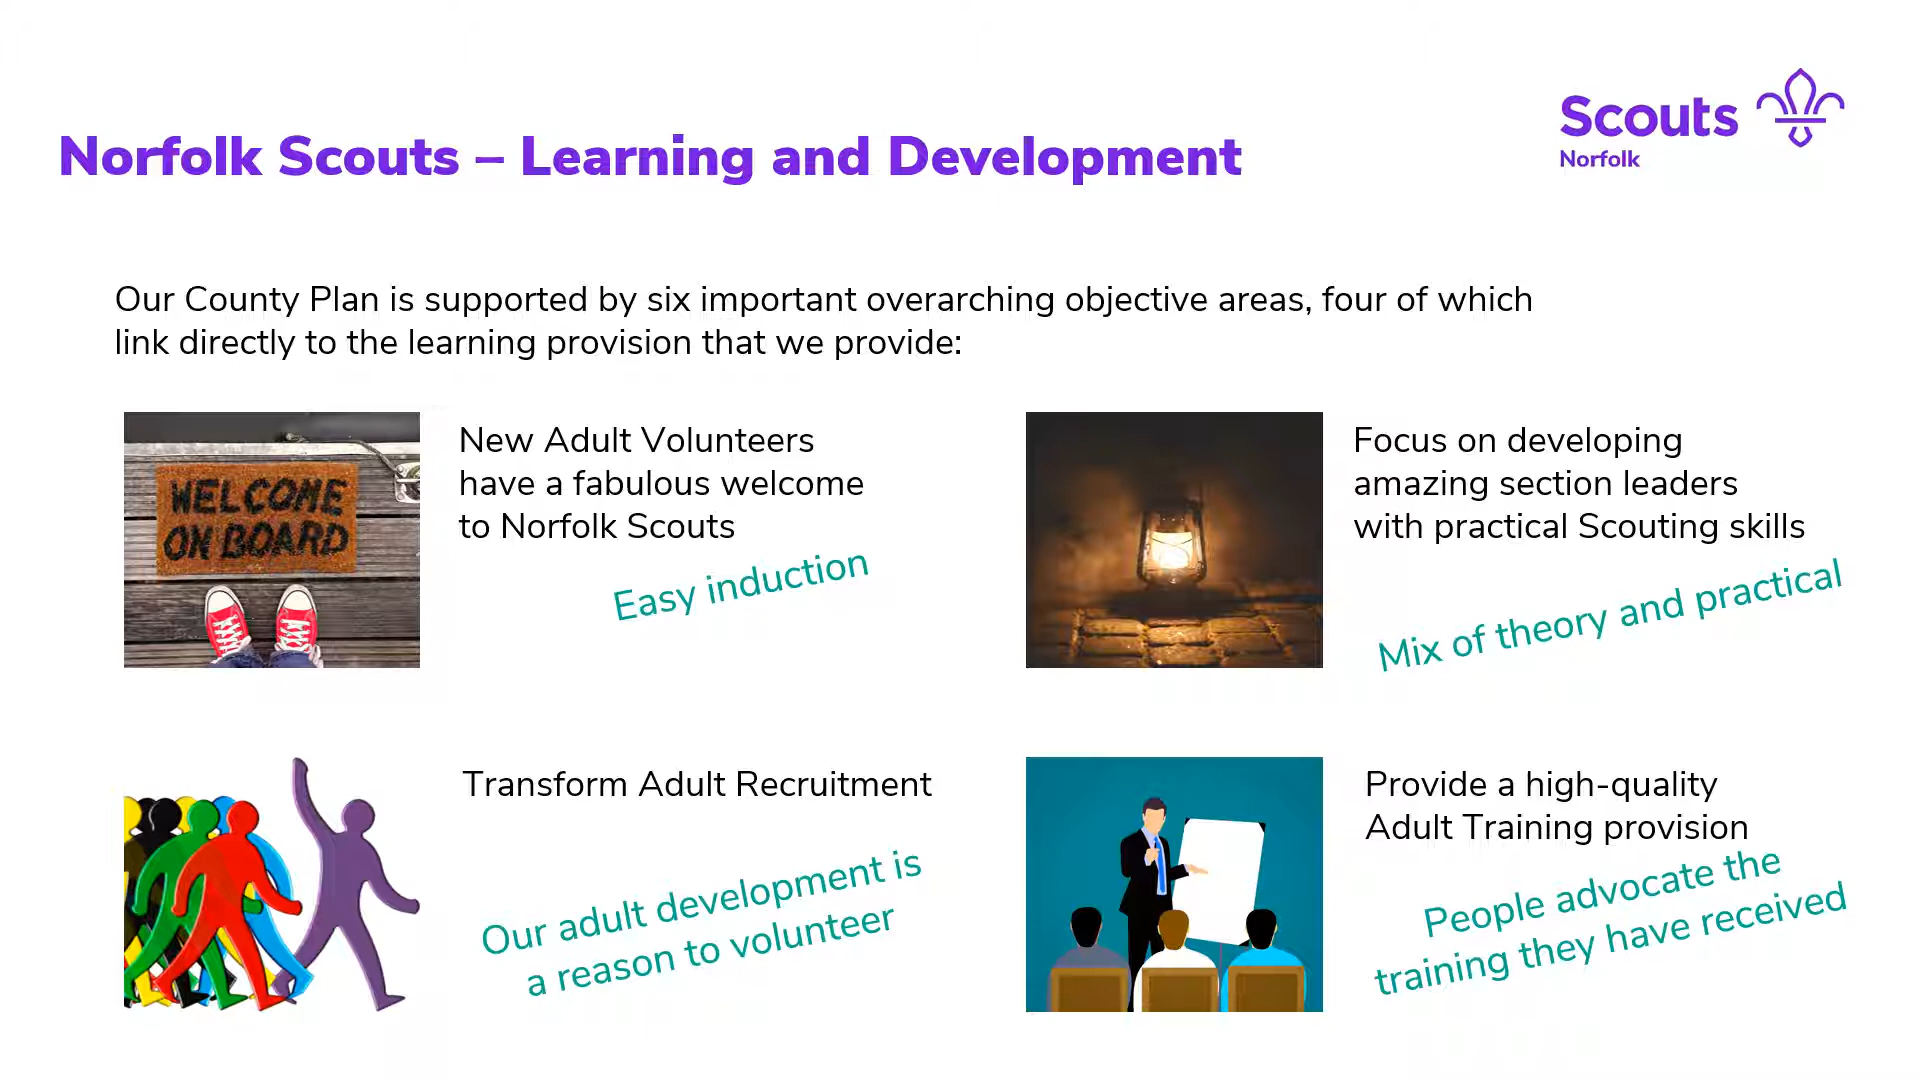 Norfolk Scouts – Learning and Development
Scouts
Norfolk
Our County Plan is supported by six important overarching objective areas, four of which
link directly to the learning provision that we provide:
WELCOME
ON BOARD
New Adult Volunteers
have a fabulous welcome
to Norfolk Scouts
Easy induction
Focus on developing
amazing section leaders
with practical Scouting skills
Mix of theory and practical
Transform Adult Recruitment
Our adult development is
a reason to volunteer
Provide a high-quality
Adult Training provision
People advocate the
training they have received